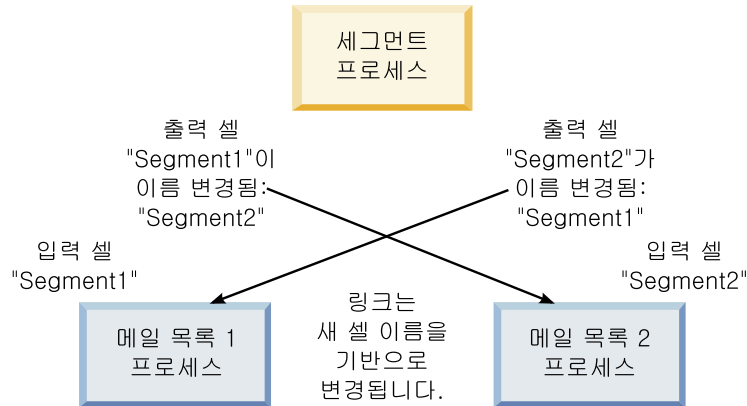 세그먼트
프로세스
출력 셀
"Segment1"이
이름 변경됨:
"Segment2"
출력 셀
"Segment2"가
이름 변경됨:
"Segment1"
입력 셀
"Segment1"
입력 셀
"Segment2"
메일 목록 1
프로세스
링크는
새 셀 이름을
기반으로
변경됩니다.
메일 목록 2
프로세스